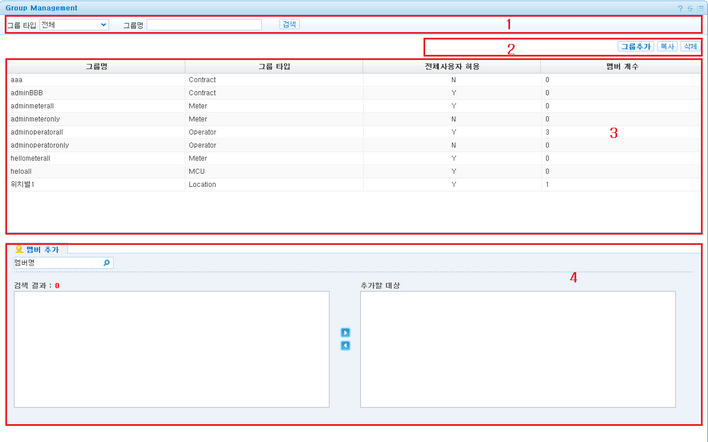 Group Management
그룹 타입 전체 그룹명 검색 1
2 그룹추가 복사 삭제
그룹명 그룹 타입 전체사용자 허용 멤버 개수
aaa Contract N 0
adminBBB Contract Y 0
adminmeterall Meter Y 0
adminmeteronly Meter N 0
adminoperatorall Operator Y 3
adminoperatoronly Operator N 0
hellometerall Meter Y 0
helloall MCU Y 0
위치별1 Location Y 1
3
멤버 추가
멤버명
4
검색 결과 : 0 추가할 대상